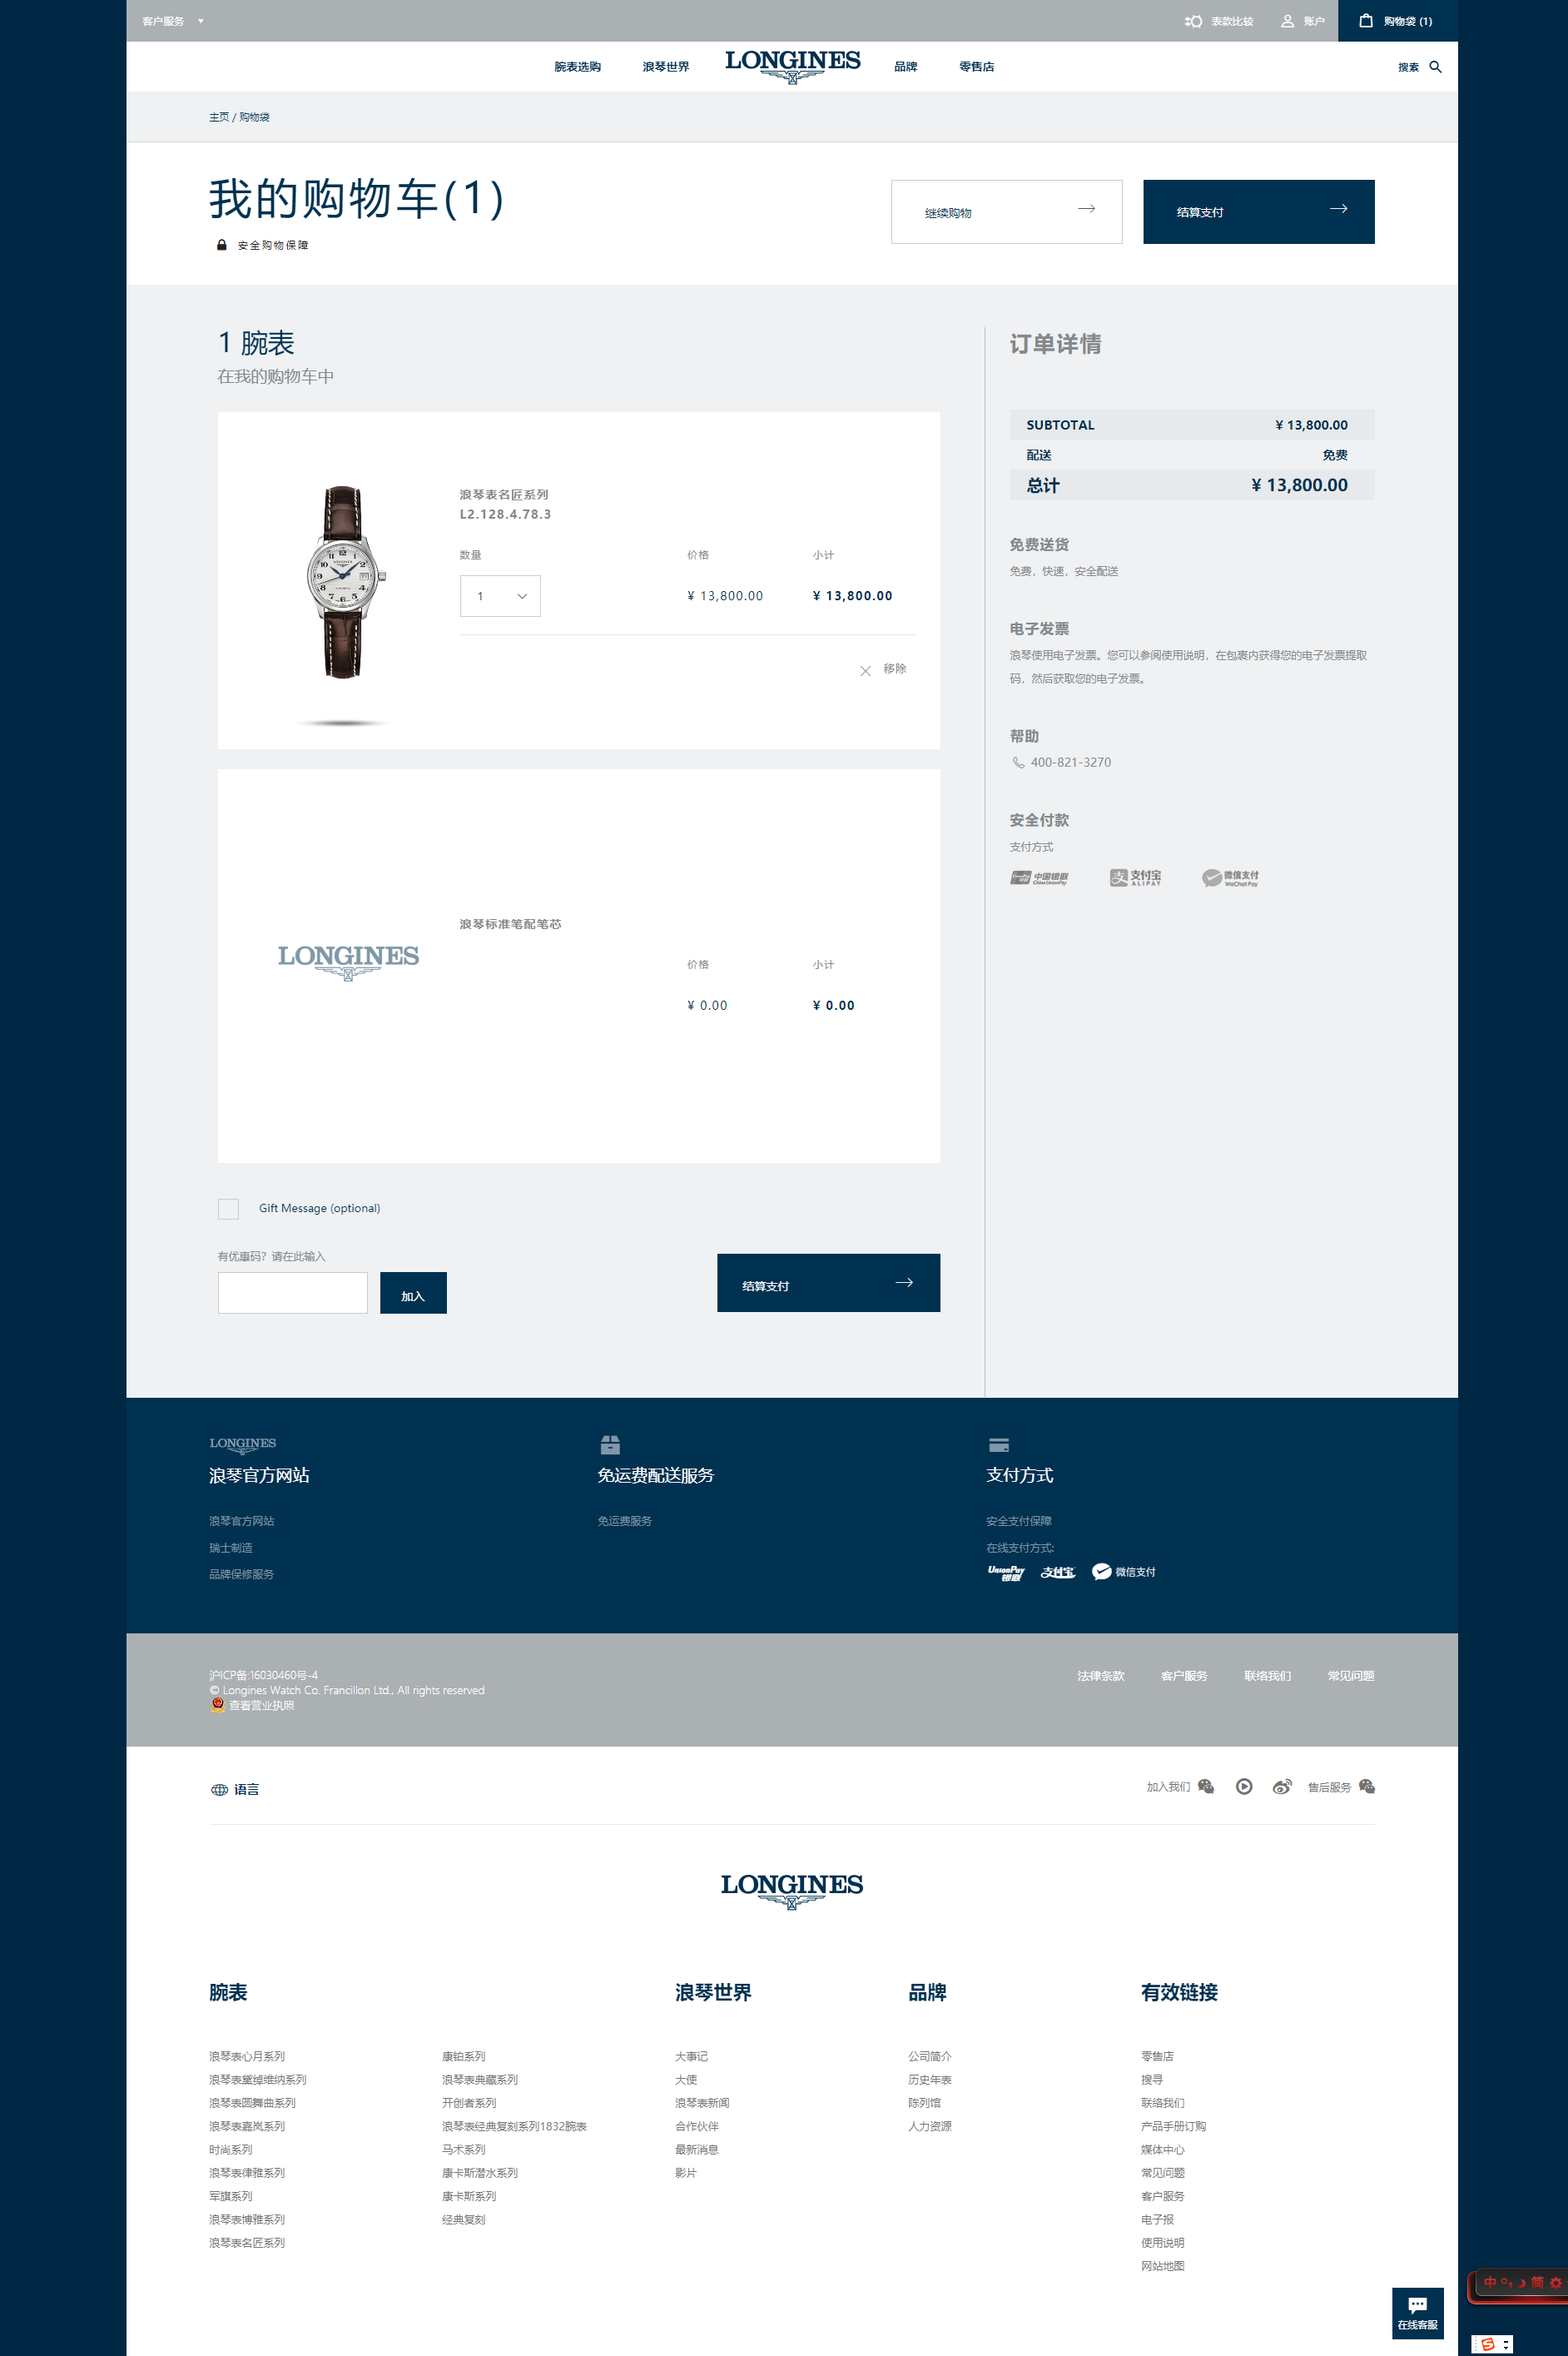 客户服务
表款比较
账户
购物袋 (1)
腕表选购
浪琴世界
LONGINES
品牌
零售店
搜索
主页 / 购物袋
我的购物车(1)
安全购物保障
继续购物
结算支付
1 腕表
在我的购物车中
浪琴表名匠系列
L2.128.4.78.3
数量
价格
小计
1
¥ 13,800.00
¥ 13,800.00
移除
LONGINES
浪琴标准笔配笔芯
价格
小计
¥ 0.00
¥ 0.00
Gift Message (optional)
有优惠码？请在此输入
加入
结算支付
订单详情
SUBTOTAL
¥ 13,800.00
配送
免费
总计
¥ 13,800.00
免费送货
免费，快速，安全配送
电子发票
浪琴使用电子发票。您可以参阅使用说明，在包裹内获得您的电子发票提取
码，然后获取您的电子发票。
帮助
400-821-3270
安全付款
支付方式
中国银联
China UnionPay
支付宝
ALIPAY
微信支付
WeChat Pay
LONGINES
浪琴官方网站
浪琴官方网站
瑞士制造
品牌保修服务
免运费配送服务
免运费服务
支付方式
安全支付保障
在线支付方式:
UnionPay
银联
支付宝
微信支付
沪ICP备:16030460号-4
© Longines Watch Co. Francillon Ltd., All rights reserved
查看营业执照
法律条款
客户服务
联络我们
常见问题
语言
加入我们
售后服务
LONGINES
腕表
浪琴表心月系列
浪琴表黛绰维纳系列
浪琴表圆舞曲系列
浪琴表嘉岚系列
时尚系列
浪琴表律雅系列
军旗系列
浪琴表博雅系列
浪琴表名匠系列
康铂系列
浪琴表典藏系列
开创者系列
浪琴表经典复刻系列1832腕表
马术系列
康卡斯潜水系列
康卡斯系列
经典复刻
浪琴世界
大事记
大使
浪琴表新闻
合作伙伴
最新消息
影片
品牌
公司简介
历史年表
陈列馆
人力资源
有效链接
零售店
搜寻
联络我们
产品手册订购
媒体中心
常见问题
客户服务
电子报
使用说明
网站地图
在线客服
中
简